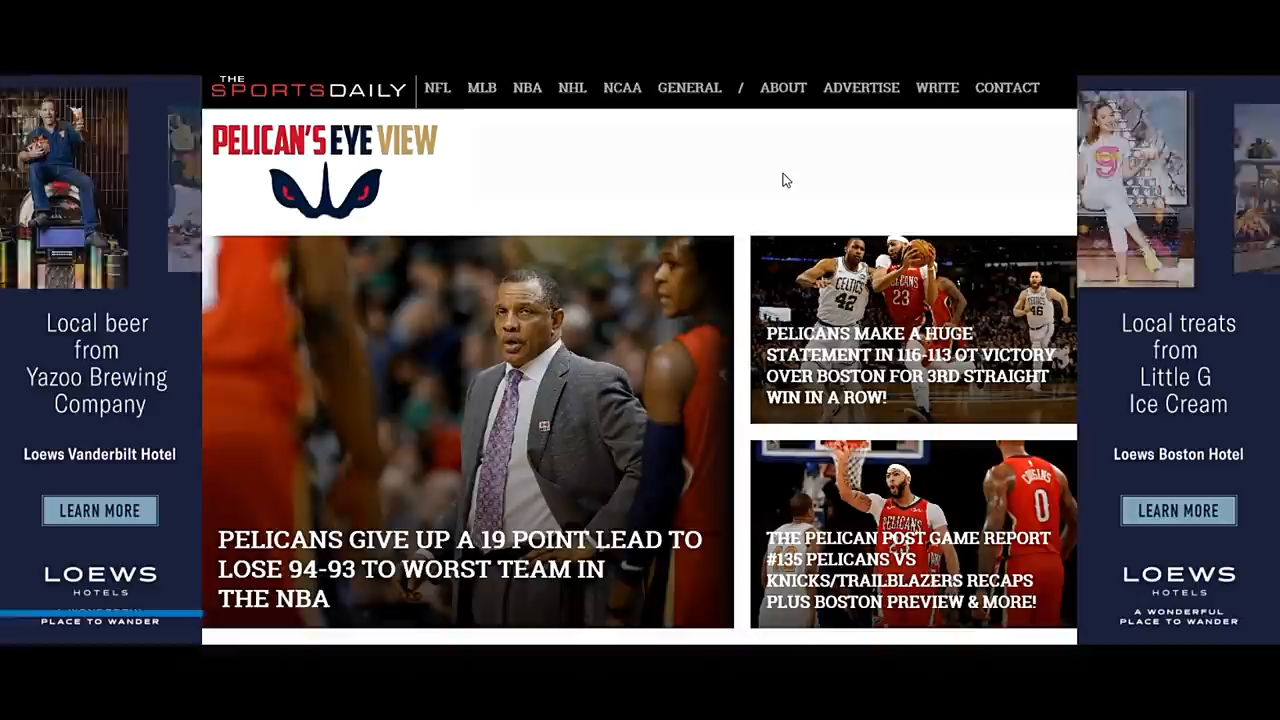 THE
SPORTSDAILY
NFL MLB NBA NHL NCAA GENERAL / ABOUT ADVERTISE WRITE CONTACT
PELICAN'S EYE VIEW
PELICANS GIVE UP A 19 POINT LEAD TO
LOSE 94-93 TO WORST TEAM IN
THE NBA
CELTICS
42
PELICANS
23
46
PELICANS MAKE A HUGE
STATEMENT IN 116-113 OT VICTORY
OVER BOSTON FOR 3RD STRAIGHT
WIN IN A ROW!
COUSINS
0
PELICANS
THE PELICAN POST GAME REPORT
#135 PELICANS VS
KNICKS/TRAILBLAZERS RECAPS
PLUS BOSTON PREVIEW & MORE!
Local beer
from
Yazoo Brewing
Company
Loews Vanderbilt Hotel
LEARN MORE
LOEWS
HOTELS
PLACE TO WANDER
9
Local treats
from
Little G
Ice Cream
Loews Boston Hotel
LEARN MORE
LOEWS
HOTELS
A WONDERFUL
PLACE TO WANDER